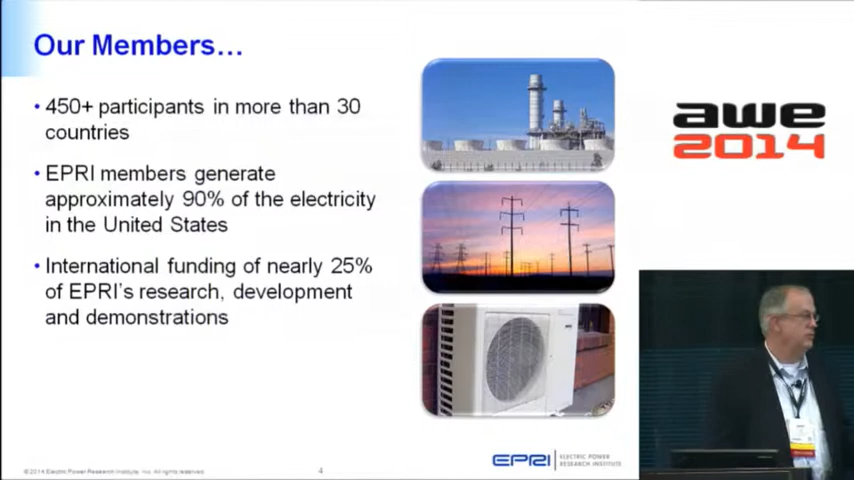 Our Members…
• 450+ participants in more than 30
countries
• EPRI members generate
approximately 90% of the electricity
in the United States
• International funding of nearly 25%
of EPRI's research, development
and demonstrations
awe
2014
© 2014 Electric Power Research Institute, Inc. All rights reserved.
4
EPRI
ELECTRIC POWER
RESEARCH INSTITUTE